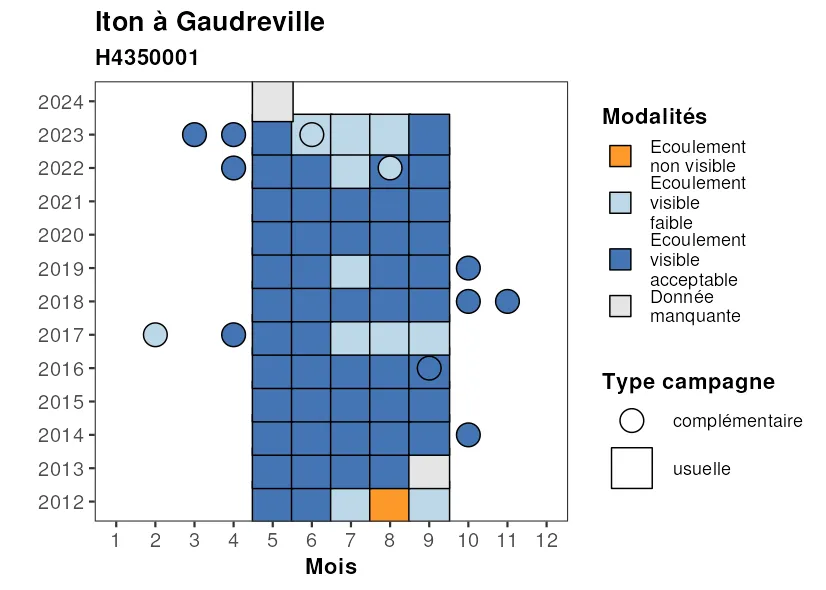 Iton à Gaudreville
H4350001
2024
2023
2022
2021
2020
2019
2018
2017
2016
2015
2014
2013
2012
1 2 3 4 5 6 7 8 9 10 11 12
Mois
Modalités
Ecoulement
non visible
Ecoulement
visible
faible
Ecoulement
visible
acceptable
Donnée
manquante
Type campagne
complémentaire
usuelle